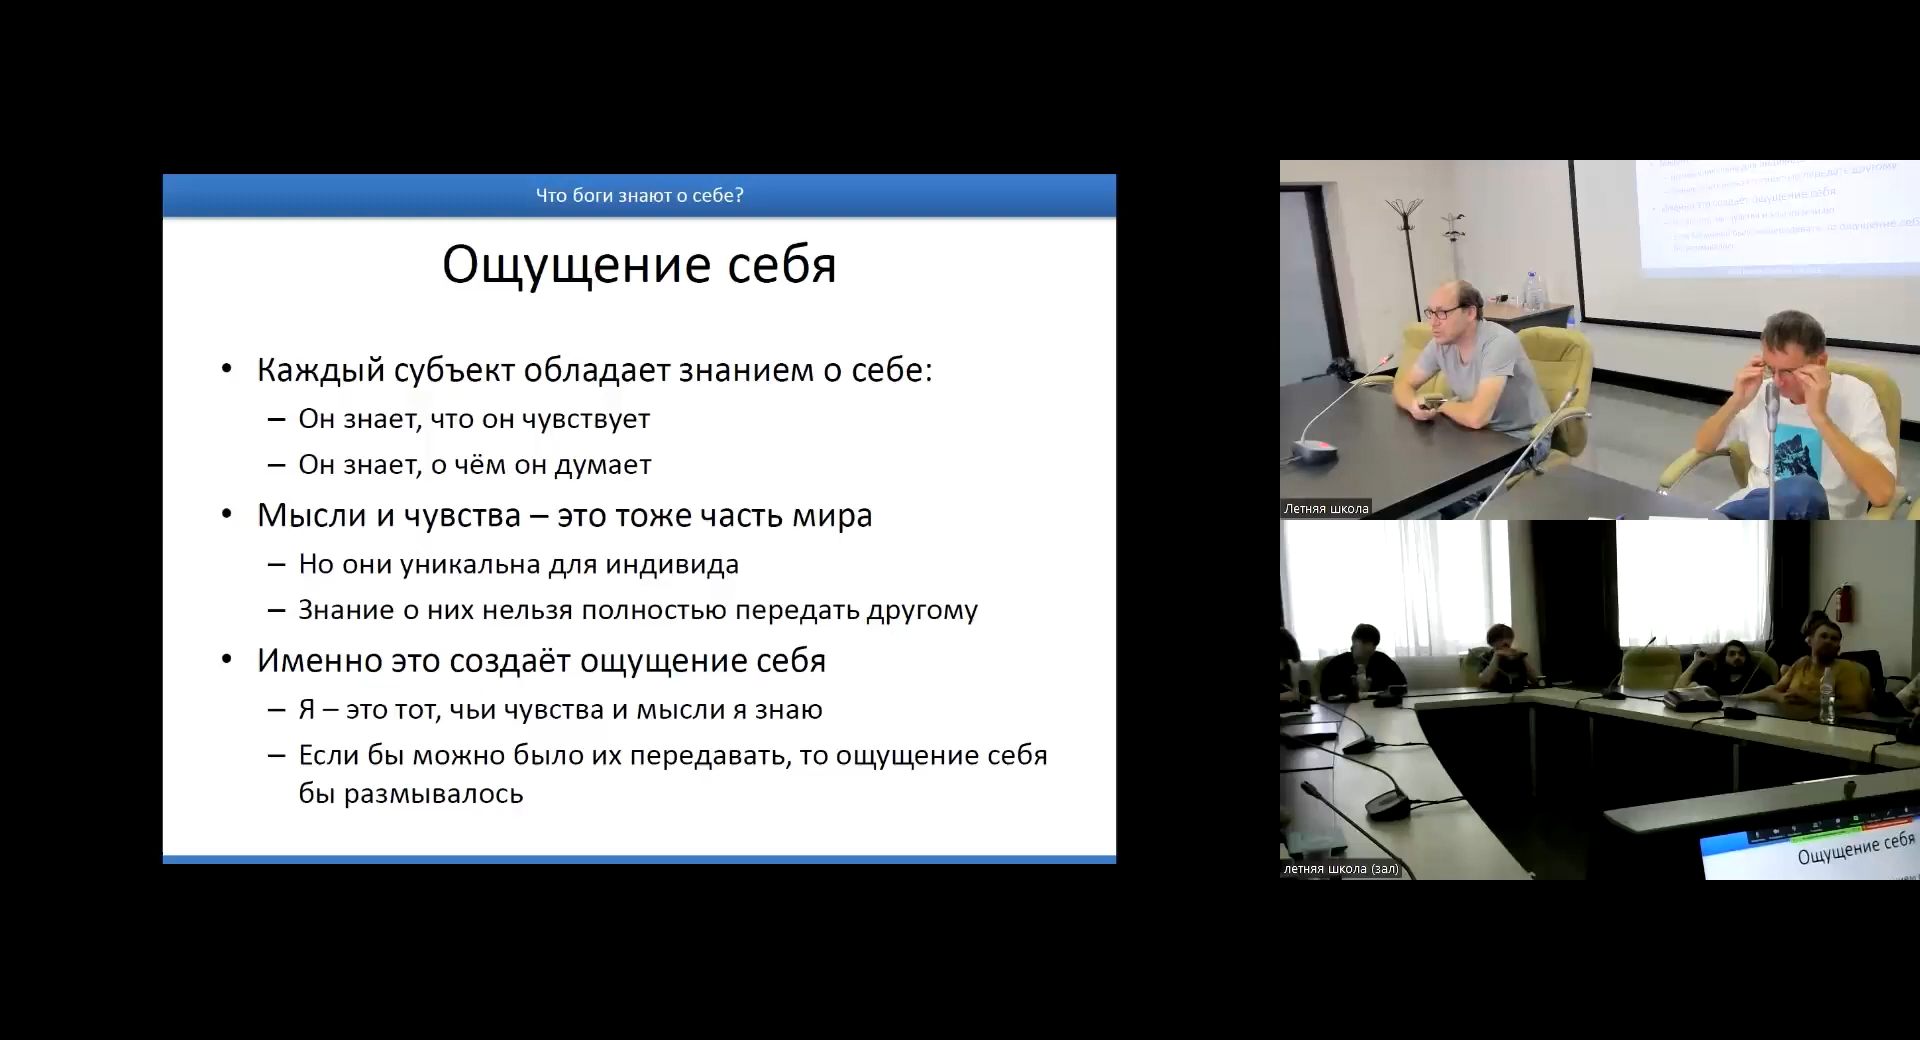 Что боги знают о себе?
Ощущение себя
• Каждый субъект обладает знанием о себе:
– Он знает, что он чувствует
– Он знает, о чём он думает
• Мысли и чувства – это тоже часть мира
– Но они уникальна для индивида
– Знание о них нельзя полностью передать другому
• Именно это создаёт ощущение себя
– Я – это тот, чьи чувства и мысли я знаю
– Если бы можно было их передавать, то ощущение себя
бы размывалось
Летняя школа
летняя школа (зал)
Ощущение себя